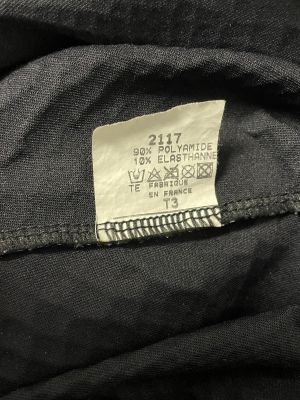 2117
90% POLYAMIDE
10% ELASTHANNE
TE FABRIQUE
EN FRANCE
T3